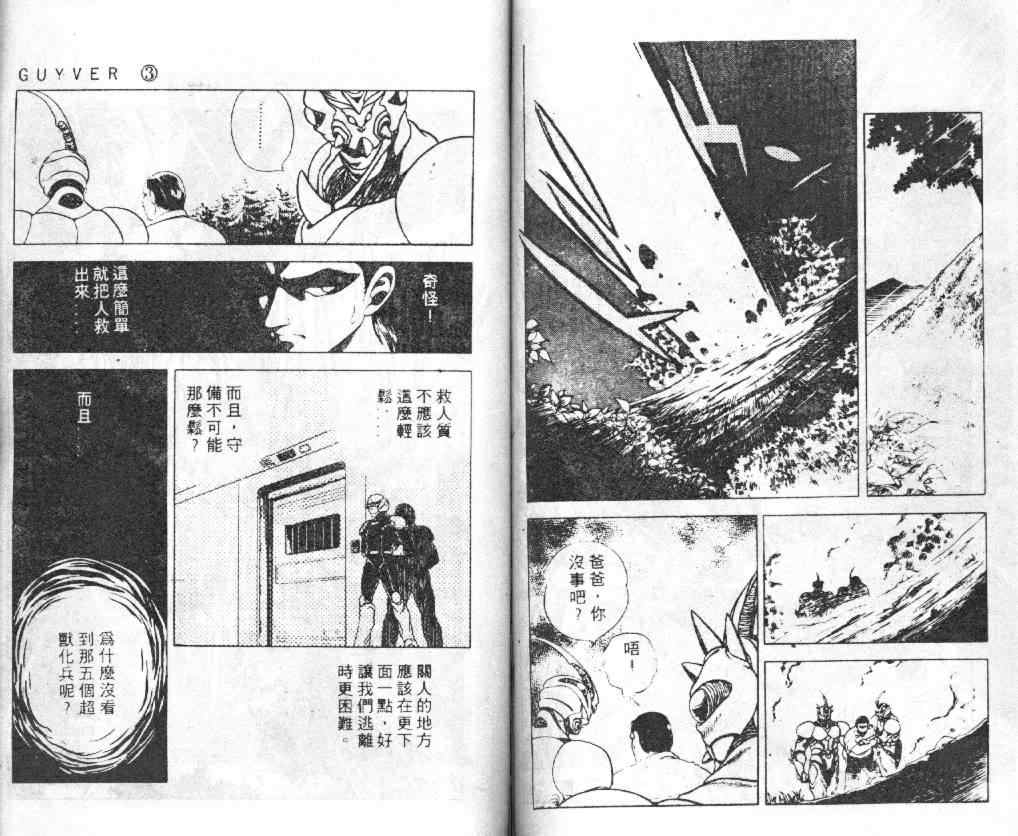 爸爸，你
沒事吧？
唔！
GUYVER ③
…………
奇怪！
這麼簡單
就把人救
出來……
救人質
不應該
這麼輕
鬆……
而且，守
備不可能
那麼鬆？
關人的地方
應該在更下
面一點，好
讓我們逃離
時更困難。
而且……
為什麼沒看
到那五個超
獸化兵呢？